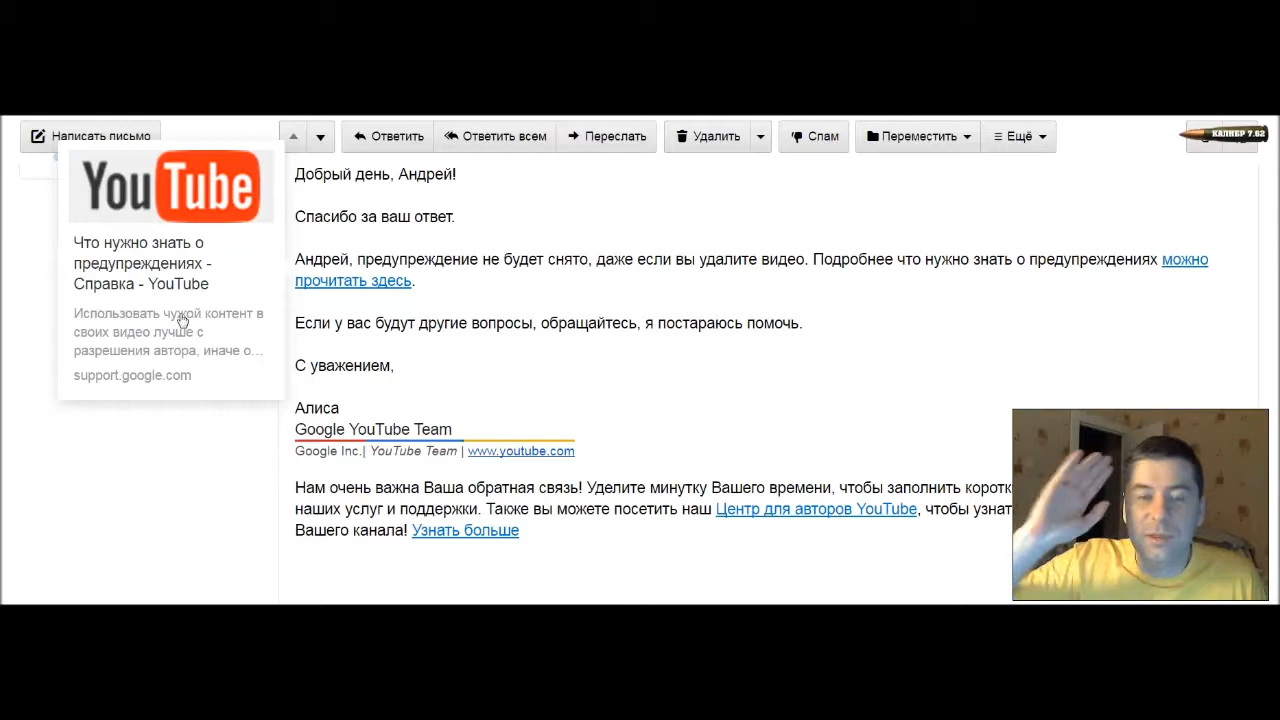 Написать письмо
Ответить
Ответить всем
Переслать
Удалить
Спам
Переместить
Ещё
КАЛИБЕР 7.62
YouTube
Что нужно знать о
предупреждениях -
Справка - YouTube
Использовать чужой контент в
своих видео лучше с
разрешения автора, иначе о...
support.google.com
Добрый день, Андрей!
Спасибо за ваш ответ.
Андрей, предупреждение не будет снято, даже если вы удалите видео. Подробнее что нужно знать о предупреждениях можно
прочитать здесь.
Если у вас будут другие вопросы, обращайтесь, я постараюсь помочь.
С уважением,
Алиса
Google YouTube Team
Google Inc.| YouTube Team | www.youtube.com
Нам очень важна Ваша обратная связь! Уделите минутку Вашего времени, чтобы заполнить коротк
наших услуг и поддержки. Также вы можете посетить наш Центр для авторов YouTube, чтобы узнат
Вашего канала! Узнать больше